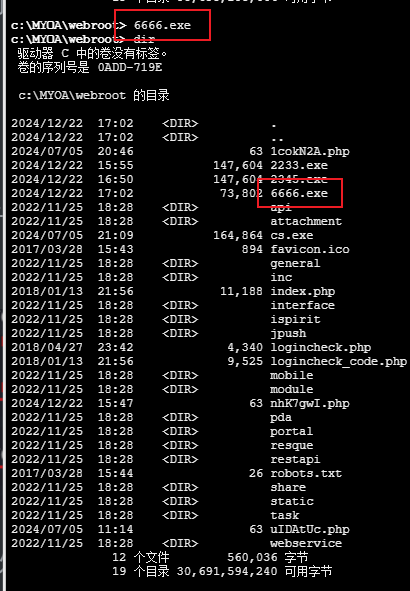 c:\MYOA\webroot> 6666.exe
c:\MYOA\webroot> dir
驱动器 C 中的卷没有标签。
卷的序列号是 0ADD-719E
c:\MYOA\webroot 的目录
2024/12/22 17:02 <DIR> .
2024/12/22 17:02 <DIR> ..
2024/07/05 20:46 63 1cokN2A.php
2024/12/22 15:55 147,604 2233.exe
2024/12/22 16:50 147,604 2345.exe
2024/12/22 17:02 73,802 6666.exe
2022/11/25 18:28 <DIR> api
2022/11/25 18:28 <DIR> attachment
2024/07/05 21:09 164,864 cs.exe
2017/03/28 15:43 894 favicon.ico
2022/11/25 18:28 <DIR> general
2022/11/25 18:28 <DIR> inc
2018/01/13 21:56 11,188 index.php
2022/11/25 18:28 <DIR> interface
2022/11/25 18:28 <DIR> ispirit
2022/11/25 18:28 <DIR> jpush
2018/04/27 23:42 4,340 logincheck.php
2018/01/13 21:56 9,525 logincheck_code.php
2022/11/25 18:28 <DIR> mobile
2022/11/25 18:28 <DIR> module
2024/12/22 15:47 63 nhK7gwI.php
2022/11/25 18:28 <DIR> pda
2022/11/25 18:28 <DIR> portal
2022/11/25 18:28 <DIR> resque
2022/11/25 18:28 <DIR> restapi
2017/03/28 15:44 26 robots.txt
2022/11/25 18:28 <DIR> share
2022/11/25 18:28 <DIR> static
2022/11/25 18:28 <DIR> task
2024/07/05 11:14 63 uIDAtUc.php
2022/11/25 18:28 <DIR> webservice
12 个文件 560,036 字节
19 个目录 30,691,594,240 可用字节